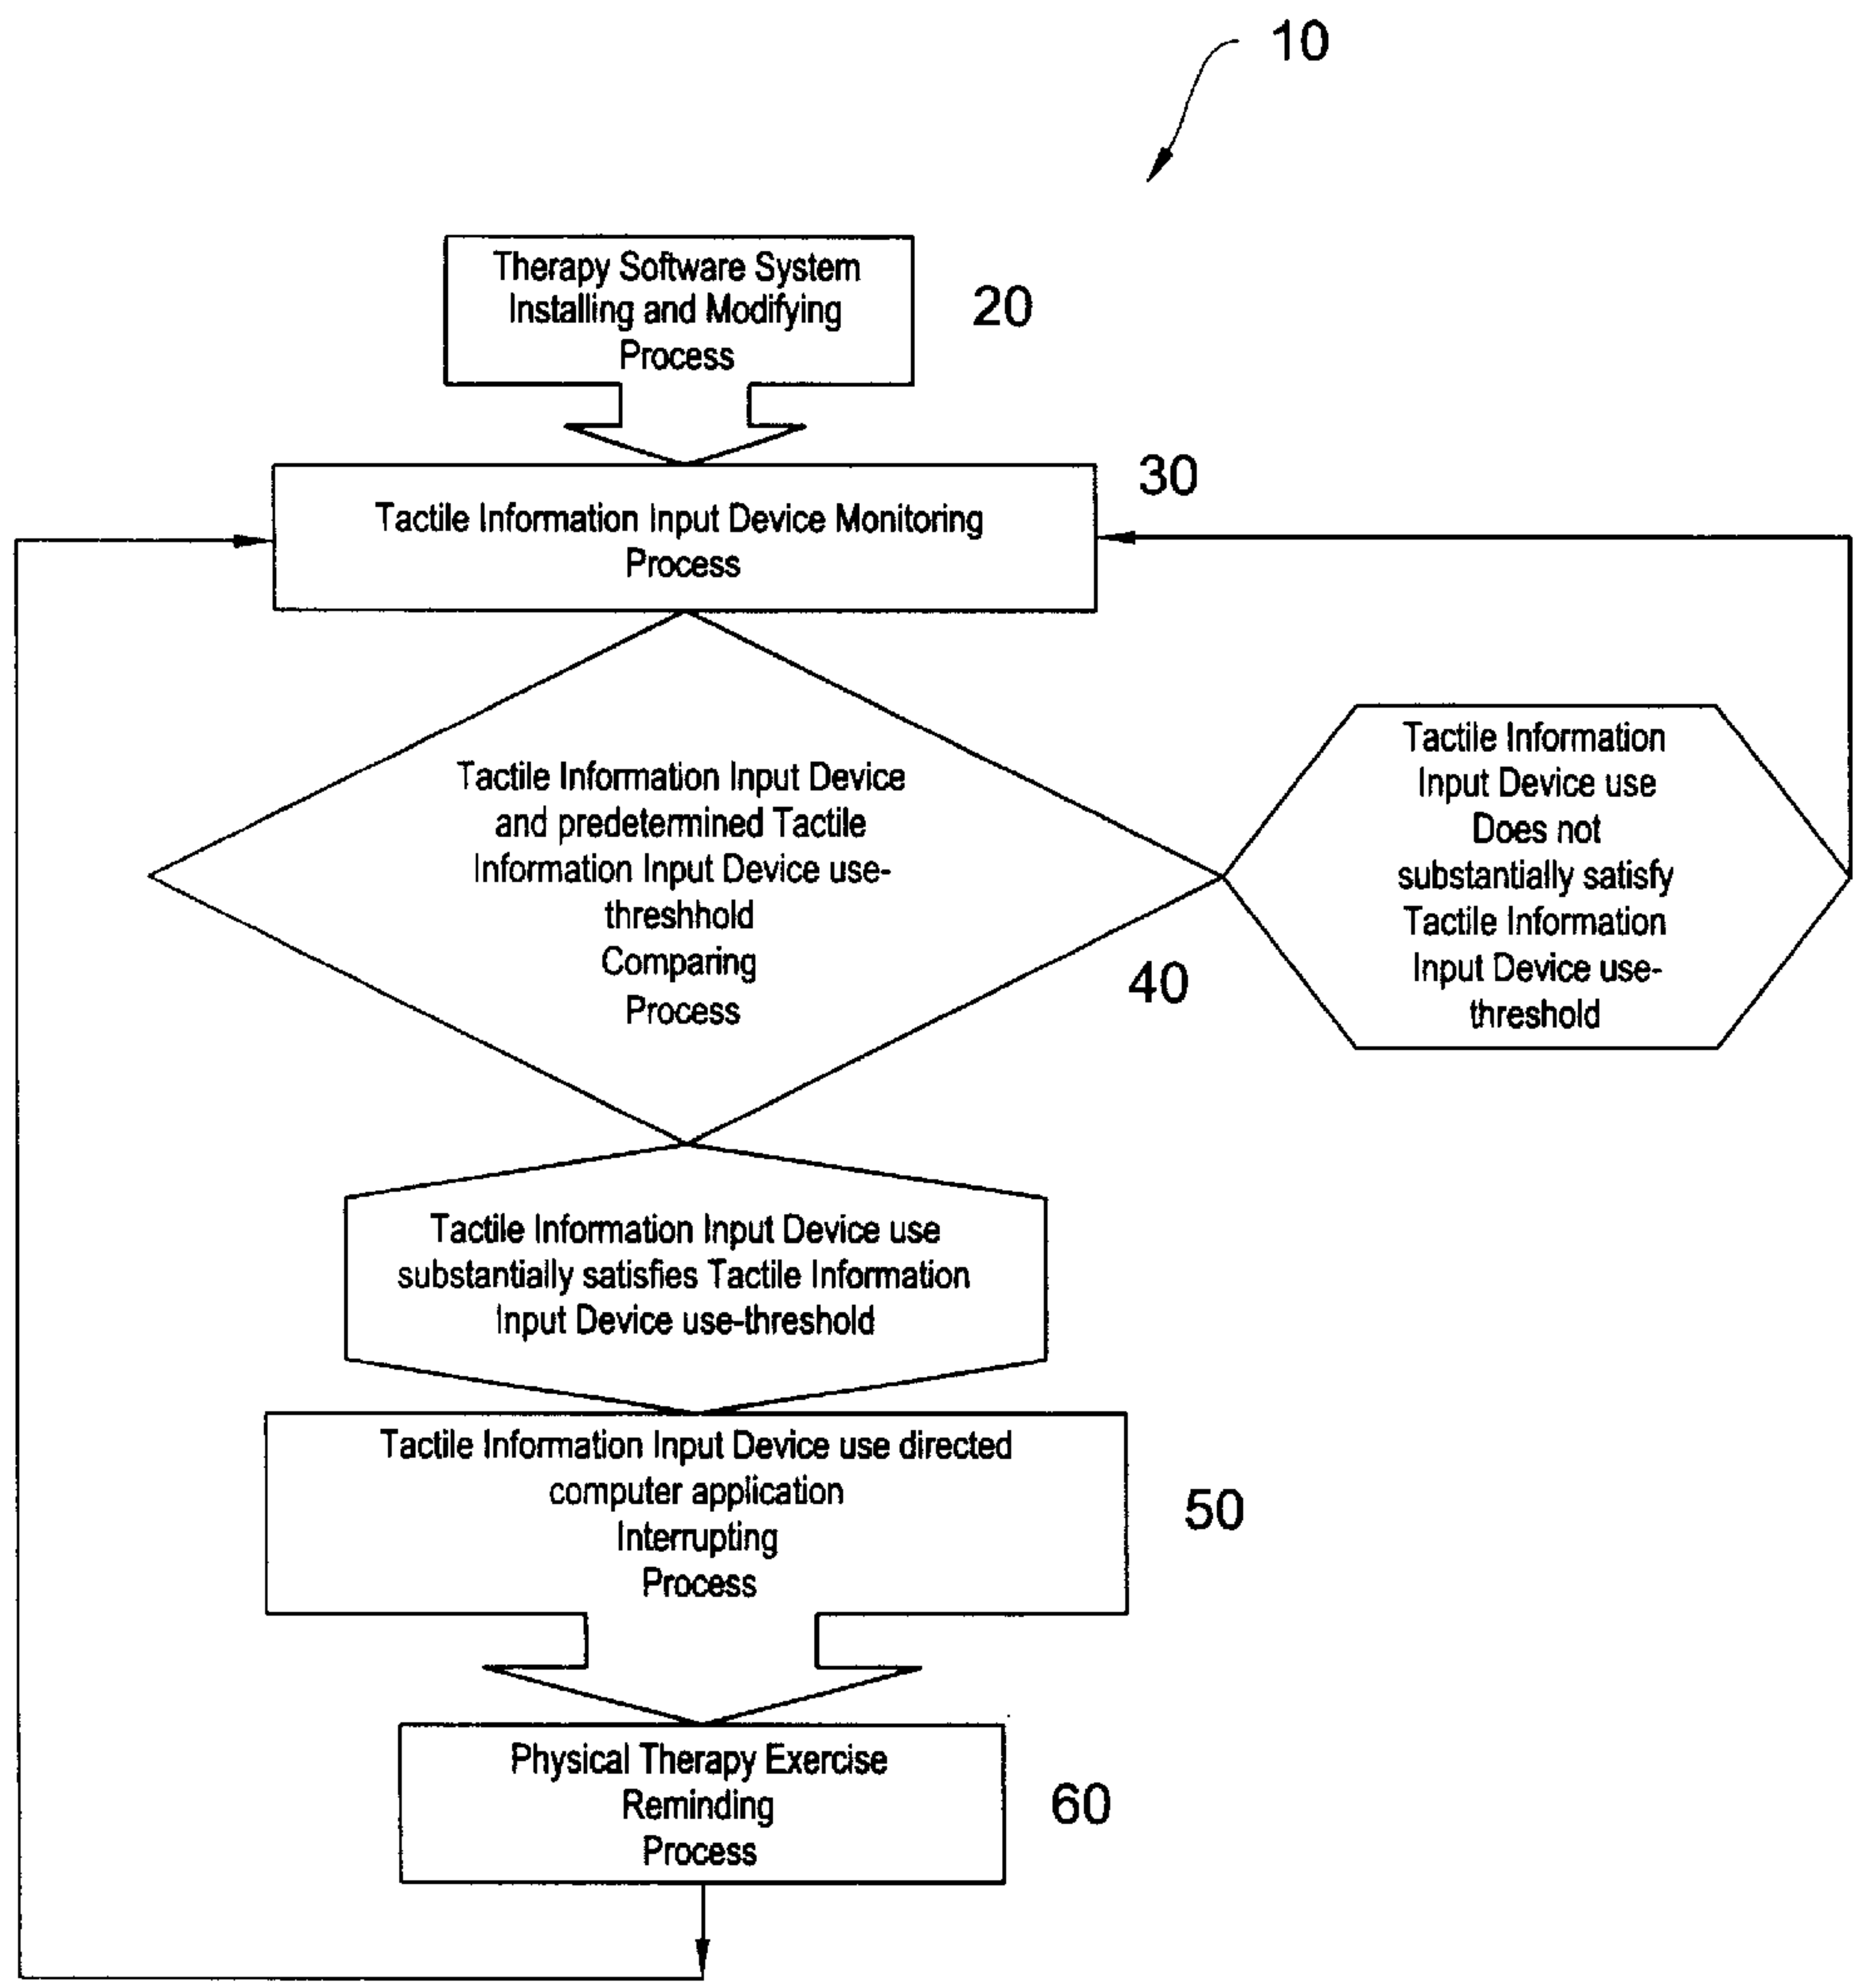 10
Therapy Software System
Installing and Modifying
Process
20
30
Tactile Information Input Device Monitoring
Process
Tactile Information Input Device
and predetermined Tactile
Information Input Device use-
threshhold
Comparing
Process
40
Tactile Information
Input Device use
Does not
substantially satisfy
Tactile Information
Input Device use-
threshold
Tactile Information Input Device use
substantially satisfies Tactile Information
Input Device use-threshold
Tactile Information Input Device use directed
computer application
Interrupting
Process
50
Physical Therapy Exercise
Reminding
Process
60